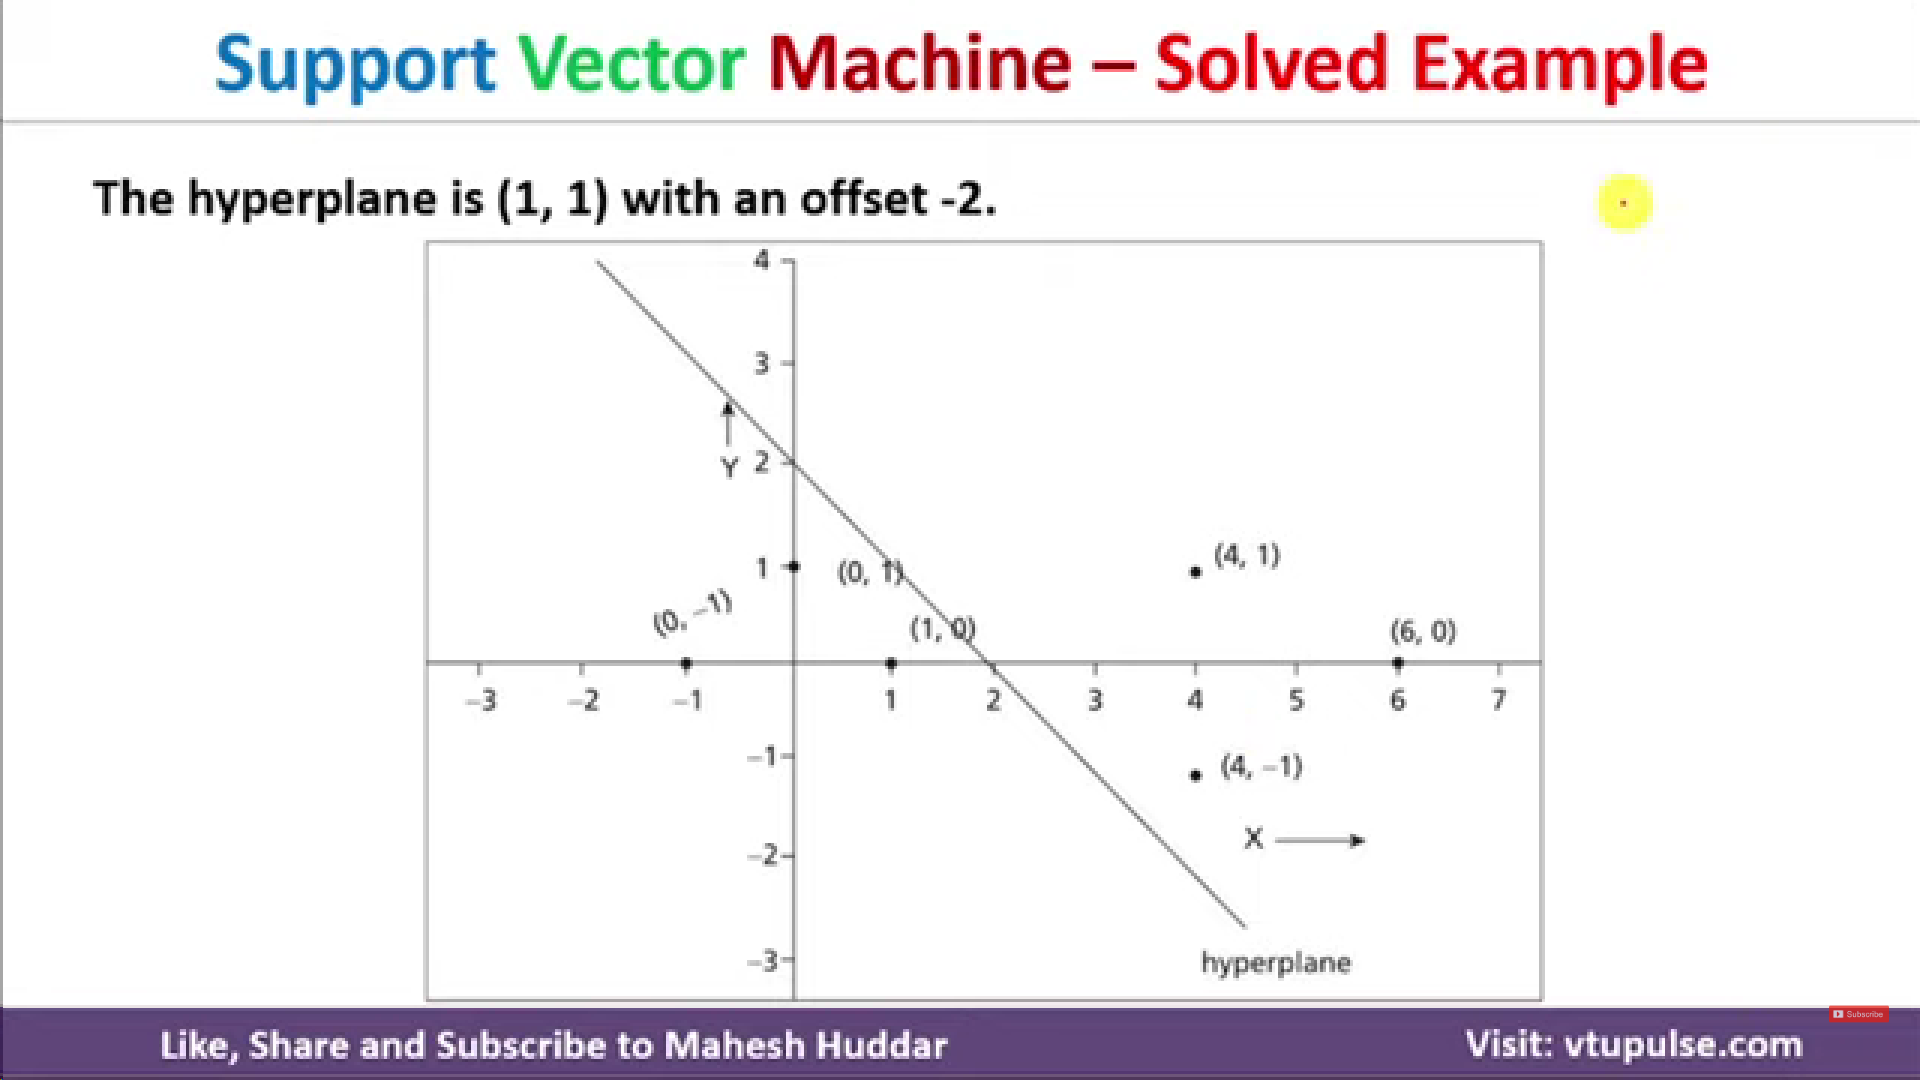 Support Vector Machine – Solved Example
The hyperplane is (1, 1) with an offset -2.
4
3
Y 2
1
(0, 1)
(4, 1)
(0, −1)
(1, 0)
(6, 0)
−3 −2 −1 1 2 3 4 5 6 7
−1
(4, −1)
X
−2
−3
hyperplane
Subscribe
Like, Share and Subscribe to Mahesh Huddar
Visit: vtupulse.com